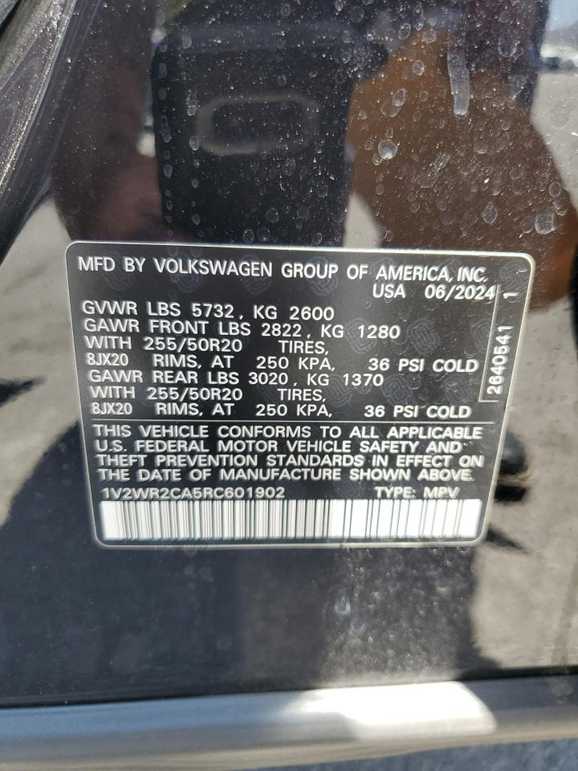 MFD BY VOLKSWAGEN GROUP OF AMERICA, INC.
USA 06/2024
GVWR LBS 5732, KG 2600
GAWR FRONT LBS 2822, KG 1280
WITH 255/50R20 TIRES,
8JX20 RIMS, AT 250 KPA, 36 PSI COLD
GAWR REAR LBS 3020, KG 1370
WITH 255/50R20 TIRES,
8JX20 RIMS, AT 250 KPA, 36 PSI COLD
THIS VEHICLE CONFORMS TO ALL APPLICABLE
U.S. FEDERAL MOTOR VEHICLE SAFETY AND
THEFT PREVENTION STANDARDS IN EFFECT ON
THE DATE OF MANUFACTURE SHOWN ABOVE.
1V2WR2CA5RC601902 TYPE: MPV
2640541 1